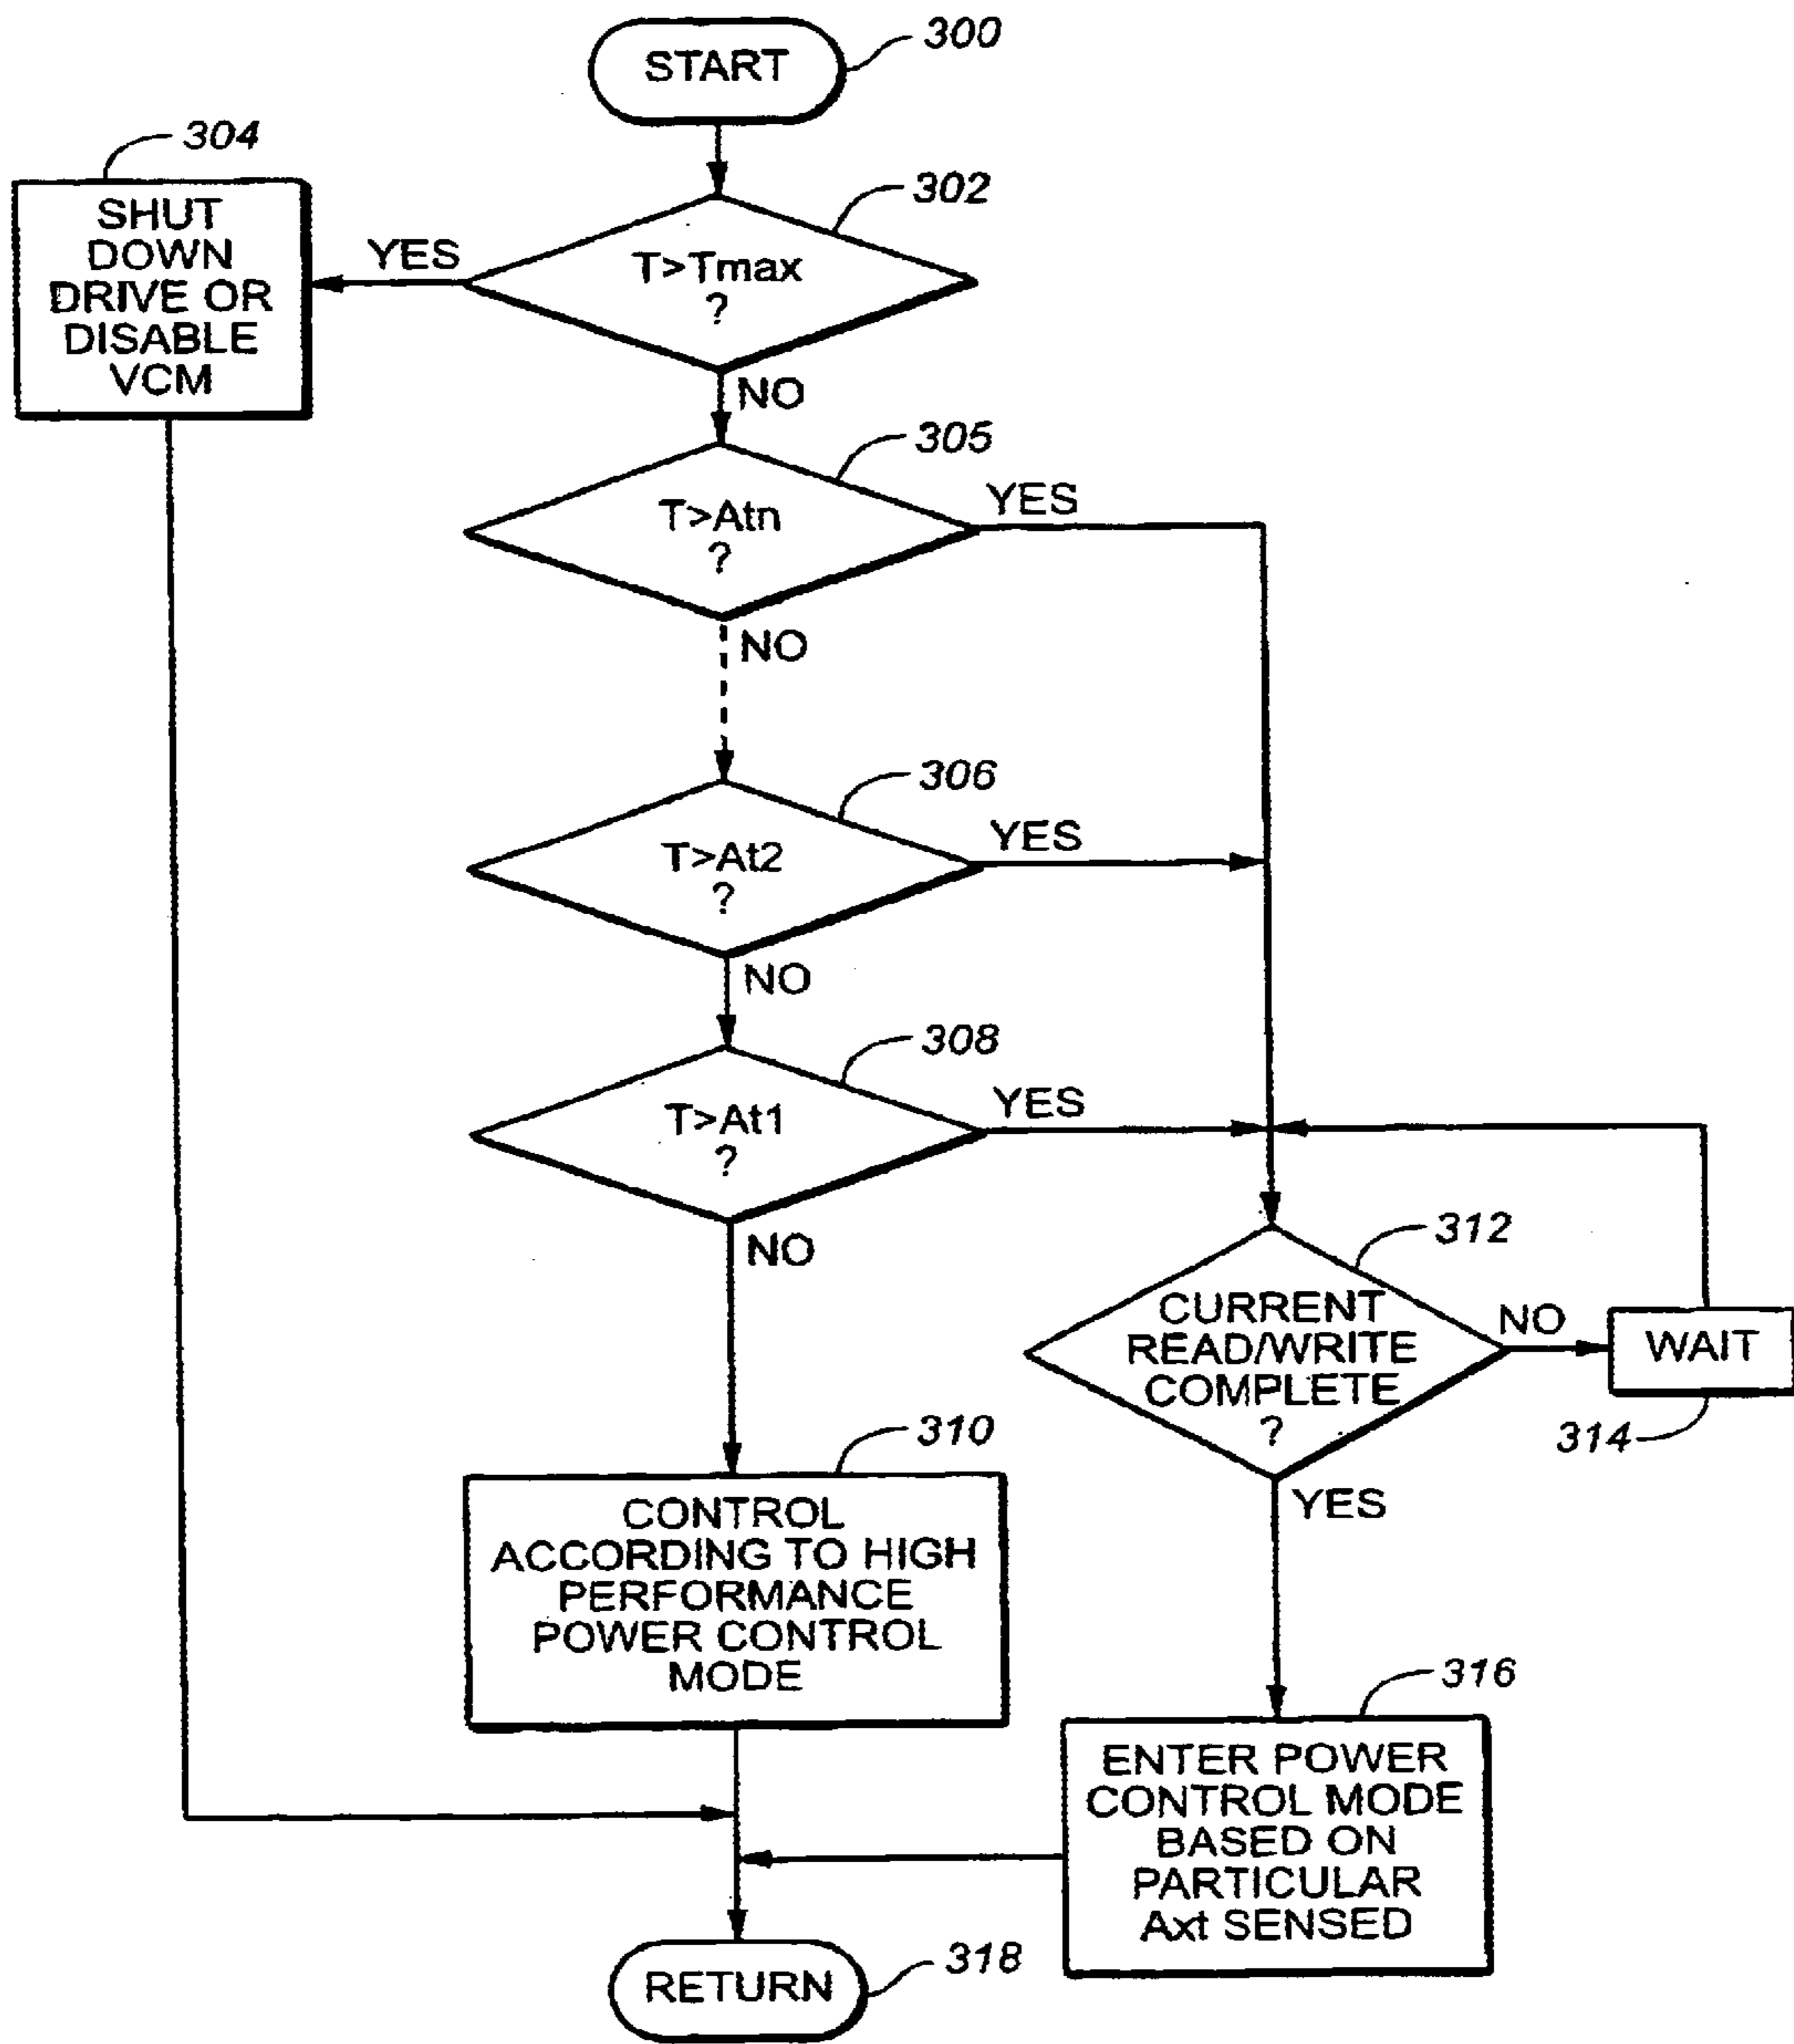 START
300
304
SHUT
DOWN
DRIVE OR
DISABLE
VCM
302
YES
T>Tmax
?
NO
305
T>Atn
?
YES
NO
306
T>At2
?
YES
NO
308
T>At1
?
YES
NO
312
CURRENT
READ/WRITE
COMPLETE
?
NO
WAIT
314
YES
310
CONTROL
ACCORDING TO HIGH
PERFORMANCE
POWER CONTROL
MODE
316
ENTER POWER
CONTROL MODE
BASED ON
PARTICULAR
Axt SENSED
RETURN
318